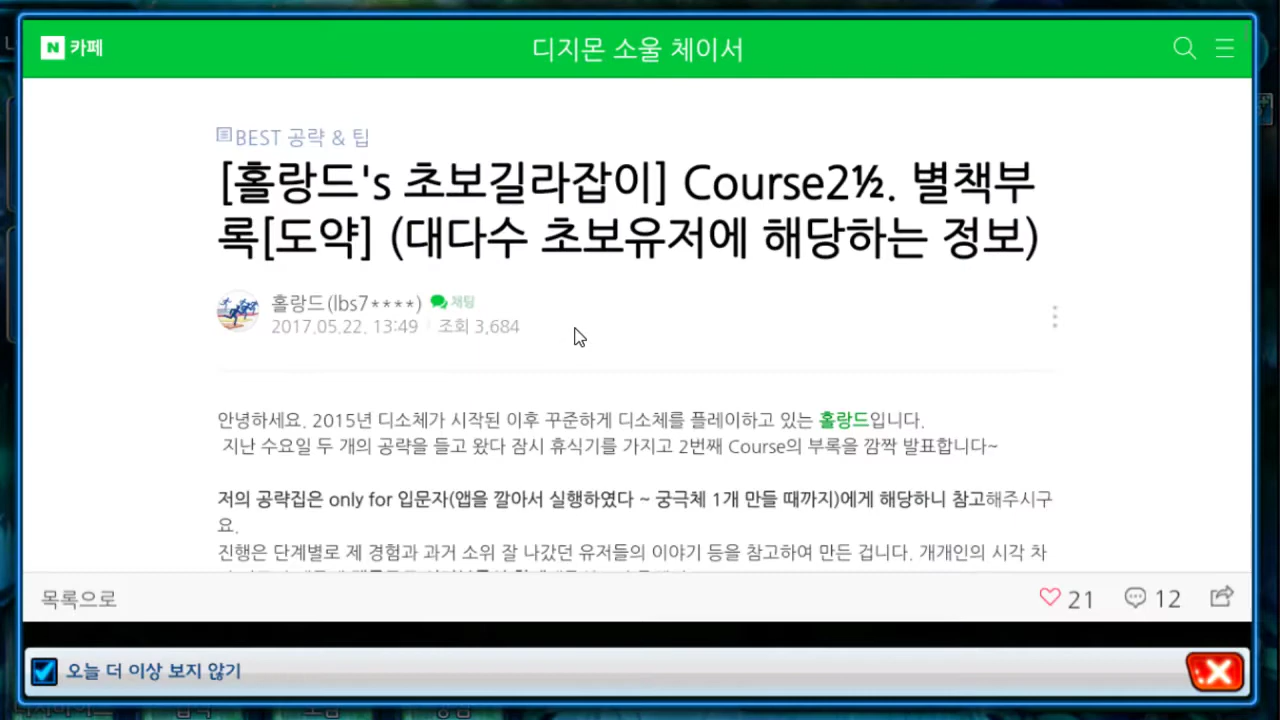 N 카페
디지몬 소울 체이서
BEST 공략 & 팁
[홀랑드's 초보길라잡이] Course2½. 별책부
록[도약] (대다수 초보유저에 해당하는 정보)
홀랑드(lbs7****) 채팅
2017.05.22. 13:49 조회 3,684
안녕하세요. 2015년 디소체가 시작된 이후 꾸준하게 디소체를 플레이하고 있는 홀랑드입니다.
지난 수요일 두 개의 공략을 들고 왔다 잠시 휴식기를 가지고 2번째 Course의 부록을 깜짝 발표합니다~
저의 공략집은 only for 입문자(앱을 깔아서 실행하였다 ~ 궁극체 1개 만들 때까지)에게 해당하니 참고해주시구
요.
진행은 단계별로 제 경험과 과거 소위 잘 나갔던 유저들의 이야기 등을 참고하여 만든 겁니다. 개개인의 시각 차
목록으로
21
12
오늘 더 이상 보지 않기